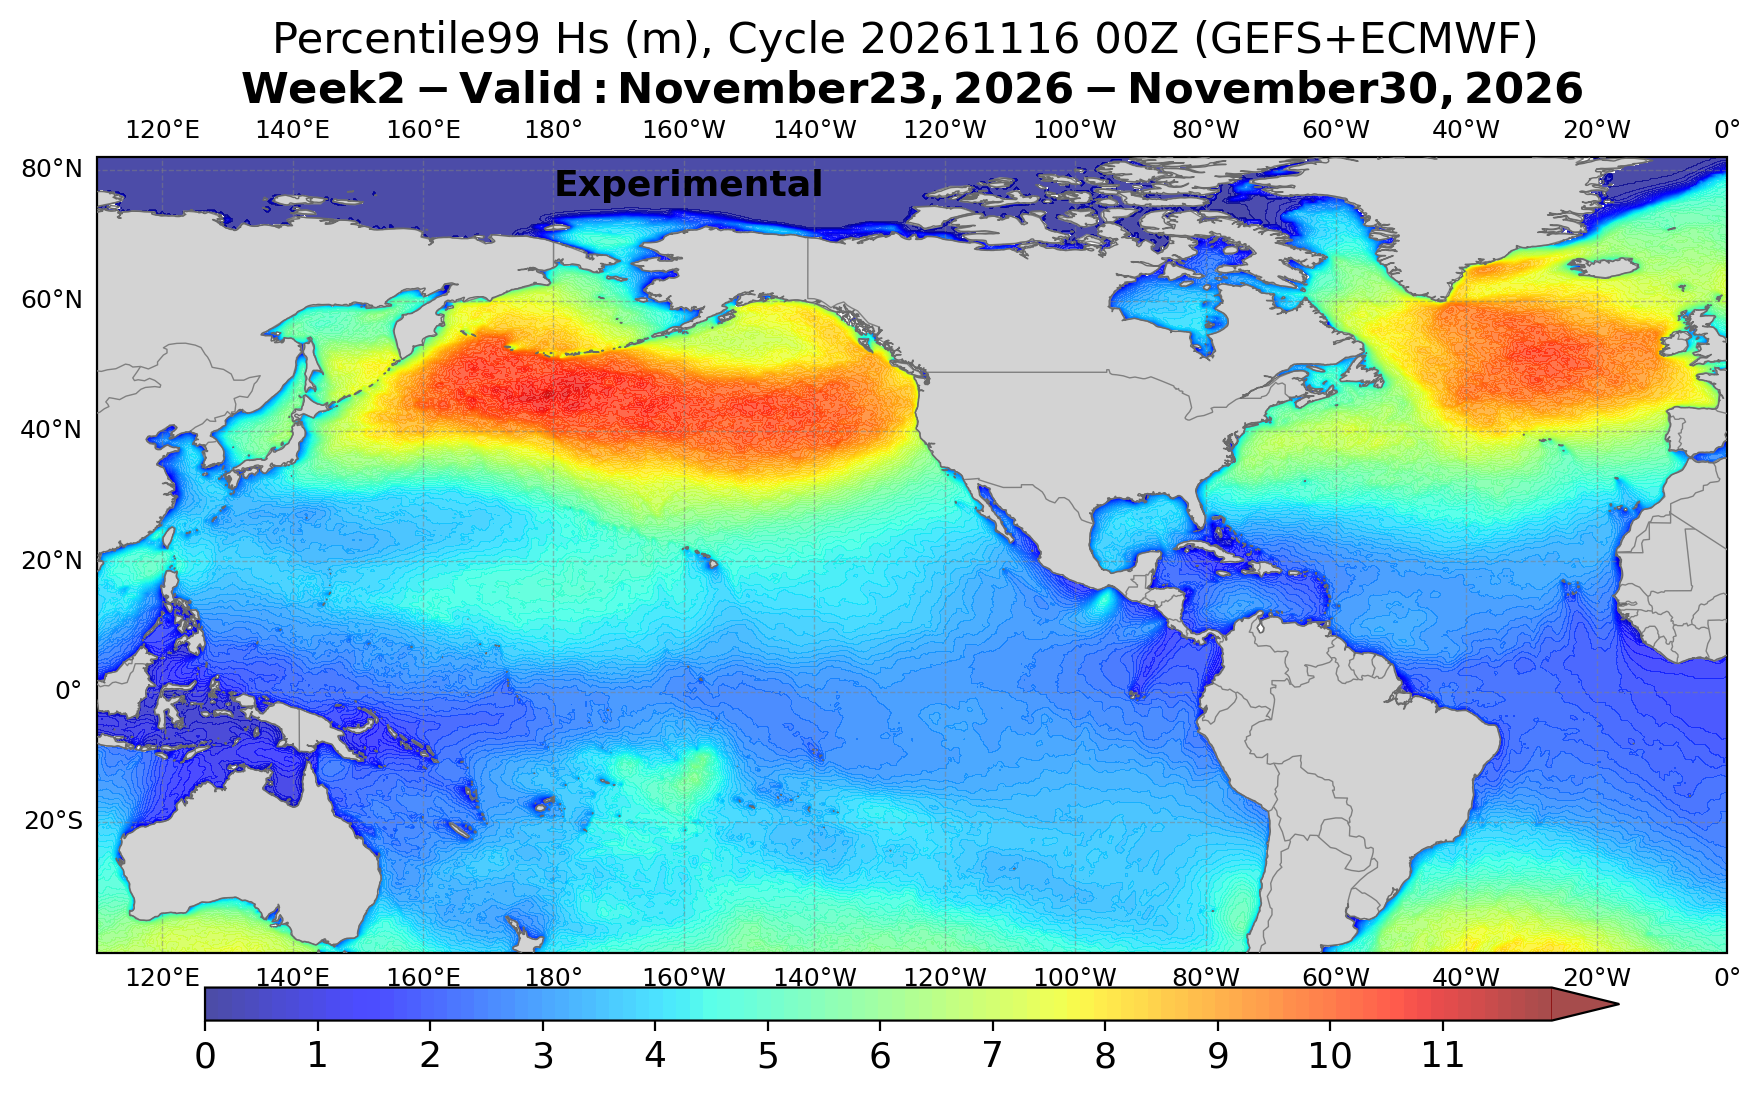 Percentile99 Hs (m), Cycle 20261116 00Z (GEFS+ECMWF)
Week2 – Valid : November23, 2026 – November30, 2026
120°E 140°E 160°E 180° 160°W 140°W 120°W 100°W 80°W 60°W 40°W 20°W 0°
80°N
Experimental
60°N
40°N
20°N
0°
20°S
120°E 140°E 160°E 180° 160°W 140°W 120°W 100°W 80°W 60°W 40°W 20°W 0°
0 1 2 3 4 5 6 7 8 9 10 11